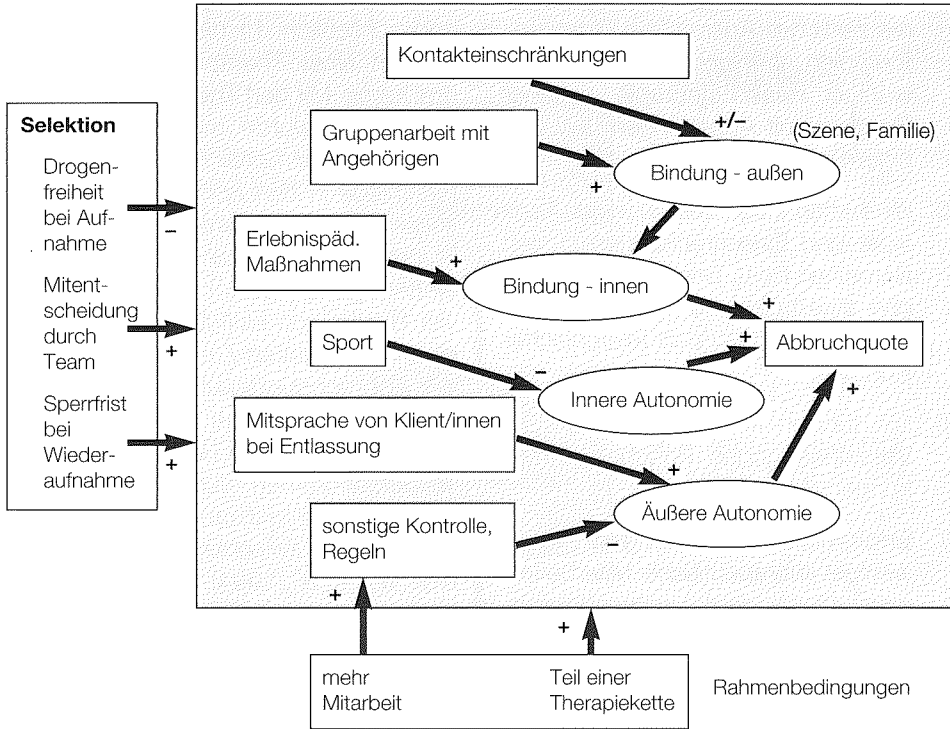 Kontakteinschränkungen
+/–
(Szene, Familie)
Selektion
Drogen-
freiheit
bei Auf-
nahme
–
Mitent-
scheidung
durch
Team
+
Sperrfrist
bei
Wieder-
aufnahme
+
Gruppenarbeit mit
Angehörigen
+
Bindung - außen
Erlebnispäd.
Maßnahmen
+
Bindung - innen
+
Sport
–
+
Abbruchquote
Innere Autonomie
+
Mitsprache von Klient/innen
bei Entlassung
+
Äußere Autonomie
sonstige Kontrolle,
Regeln
–
+
+
mehr
Mitarbeit
Teil einer
Therapiekette
Rahmenbedingungen